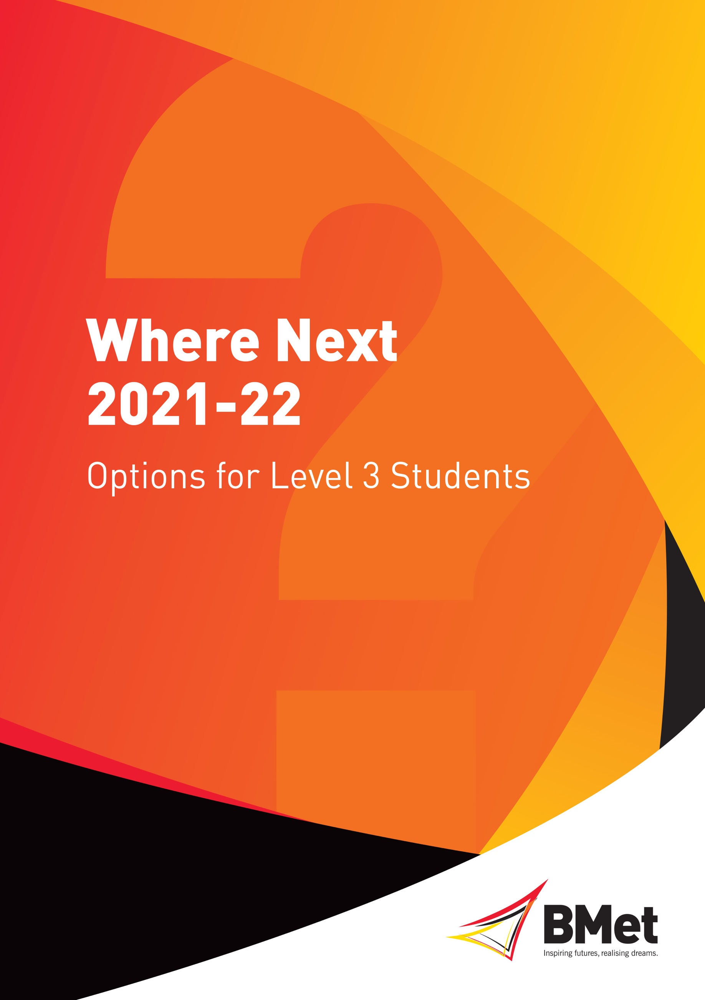 Where Next
2021-22
Options for Level 3 Students
BMet
Inspiring futures, realising dreams.